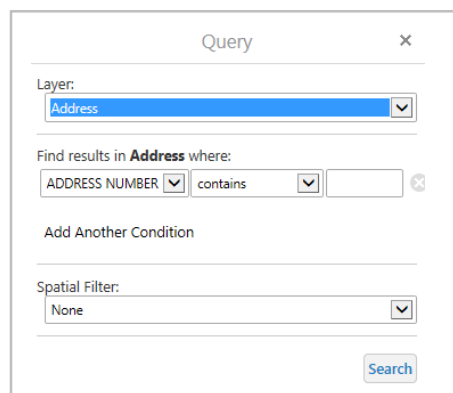 Query
Layer:
Address
Find results in Address where:
ADDRESS NUMBER contains
Add Another Condition
Spatial Filter:
None
Search